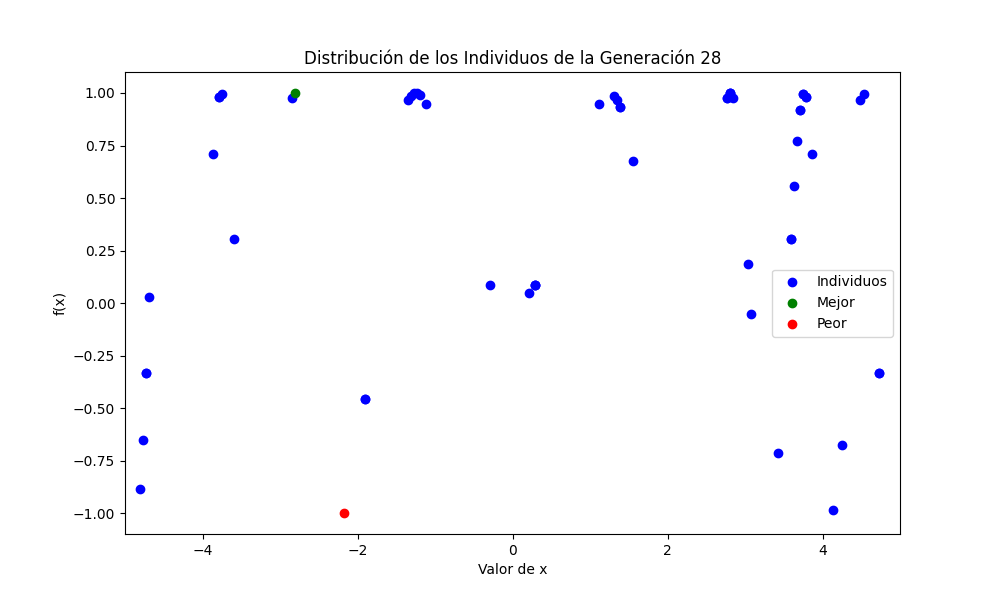 Distribución de los Individuos de la Generación 28
1.00
0.75
0.50
0.25
0.00
−0.25
−0.50
−0.75
−1.00
f(x)
Individuos
Mejor
Peor
−4 −2 0 2 4
Valor de x